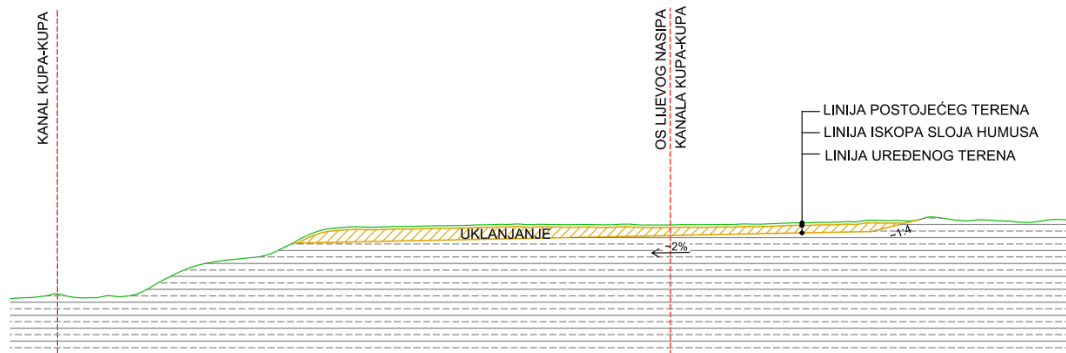 KANAL KUPA-KUPA
OS LIJEVOG NASIPA
KANALA KUPA-KUPA
LINIJA POSTOJEĆEG TERENA
LINIJA ISKOPA SLOJA HUMUSA
LINIJA UREĐENOG TERENA
UKLANJANJE
~2%
~1:4